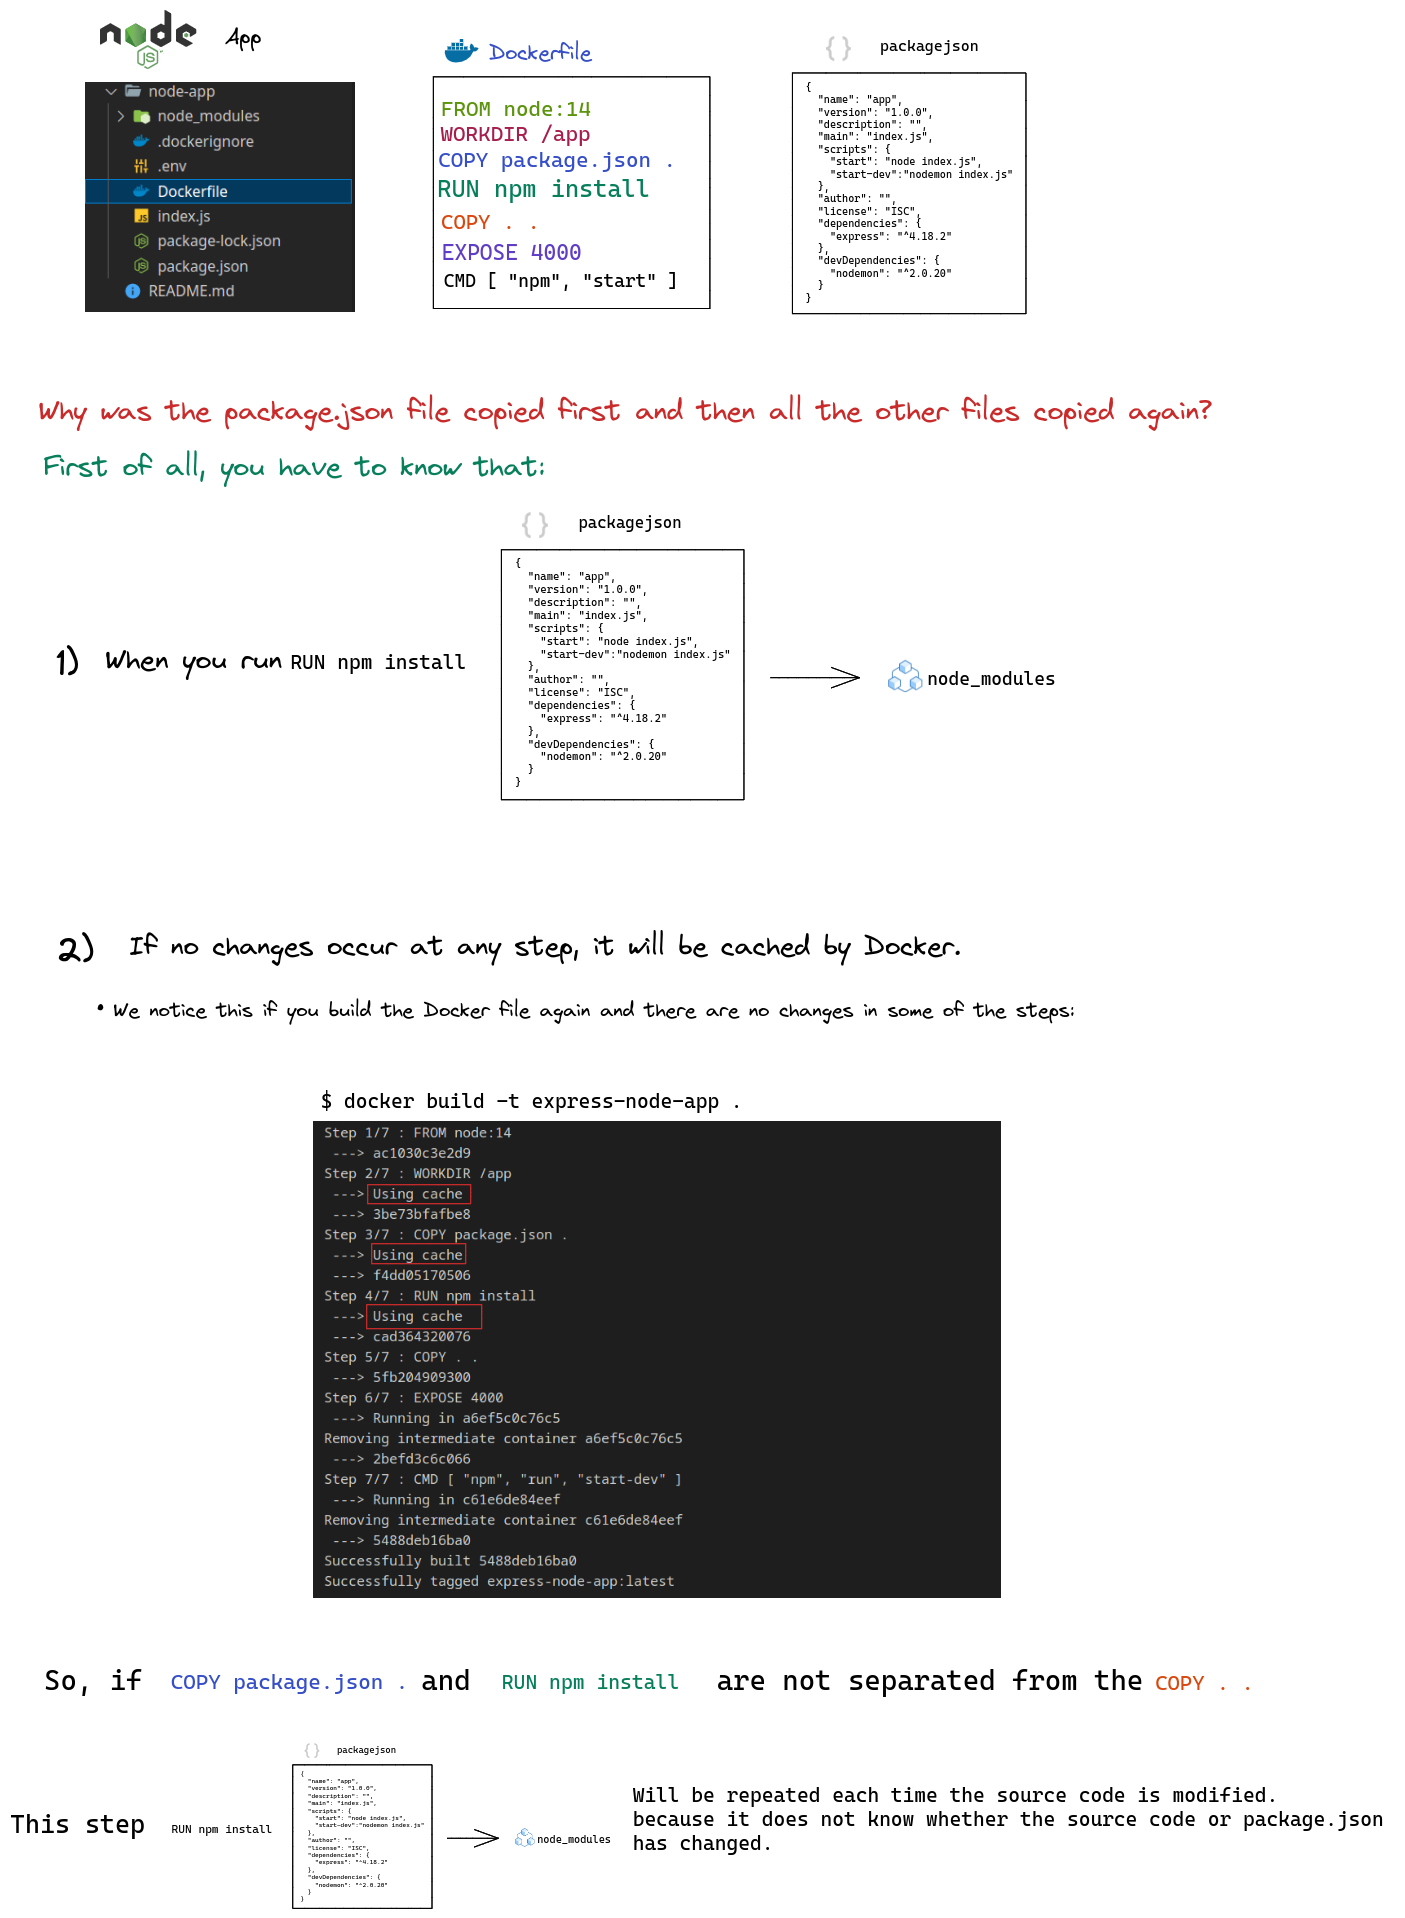 node
JS
App
node-app
node_modules
.dockerignore
.env
Dockerfile
JS
index.js
package-lock.json
package.json
README.md
Dockerfile
FROM node:14
WORKDIR /app
COPY package.json .
RUN npm install
COPY . .
EXPOSE 4000
CMD [ "npm", "start" ]
{ }
packagejson
{
"name": "app",
"version": "1.0.0",
"description": "",
"main": "index.js",
"scripts": {
"start": "node index.js",
"start-dev":"nodemon index.js"
},
"author": "",
"license": "ISC",
"dependencies": {
"express": "^4.18.2"
},
"devDependencies": {
"nodemon": "^2.0.20"
}
}
Why was the package.json file copied first and then all the other files copied again?
First of all, you have to know that:
{ }
packagejson
{
"name": "app",
"version": "1.0.0",
"description": "",
"main": "index.js",
"scripts": {
"start": "node index.js",
"start-dev":"nodemon index.js"
},
"author": "",
"license": "ISC",
"dependencies": {
"express": "^4.18.2"
},
"devDependencies": {
"nodemon": "^2.0.20"
}
}
1) When you run RUN npm install
node_modules
2) If no changes occur at any step, it will be cached by Docker.
• We notice this if you build the Docker file again and there are no changes in some of the steps:
$ docker build -t express-node-app .
Step 1/7 : FROM node:14
---> ac1030c3e2d9
Step 2/7 : WORKDIR /app
---> Using cache
---> 3be73bfafbe8
Step 3/7 : COPY package.json .
---> Using cache
---> f4dd05170506
Step 4/7 : RUN npm install
---> Using cache
---> cad364320076
Step 5/7 : COPY . .
---> 5fb204909300
Step 6/7 : EXPOSE 4000
---> Running in a6ef5c0c76c5
Removing intermediate container a6ef5c0c76c5
---> 2befd3c6c066
Step 7/7 : CMD [ "npm", "run", "start-dev" ]
---> Running in c61e6de84eef
Removing intermediate container c61e6de84eef
---> 5488deb16ba0
Successfully built 5488deb16ba0
Successfully tagged express-node-app:latest
So, if COPY package.json . and RUN npm install are not separated from the COPY . .
{ }
packagejson
{
"name": "app",
"version": "1.0.0",
"description": "",
"main": "index.js",
"scripts": {
"start": "node index.js",
"start-dev":"nodemon index.js"
},
"author": "",
"license": "ISC",
"dependencies": {
"express": "^4.18.2"
},
"devDependencies": {
"nodemon": "^2.0.20"
}
}
This step RUN npm install
node_modules
Will be repeated each time the source code is modified.
because it does not know whether the source code or package.json
has changed.